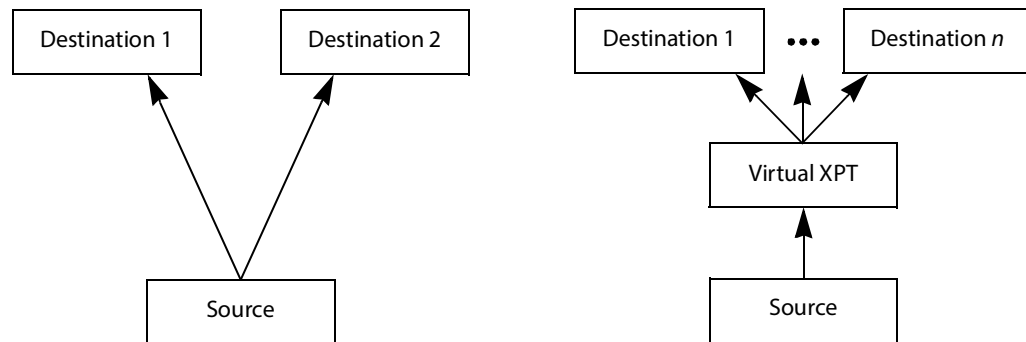 Destination 1
Destination 2
Source
Destination 1
Destination n
Virtual XPT
Source